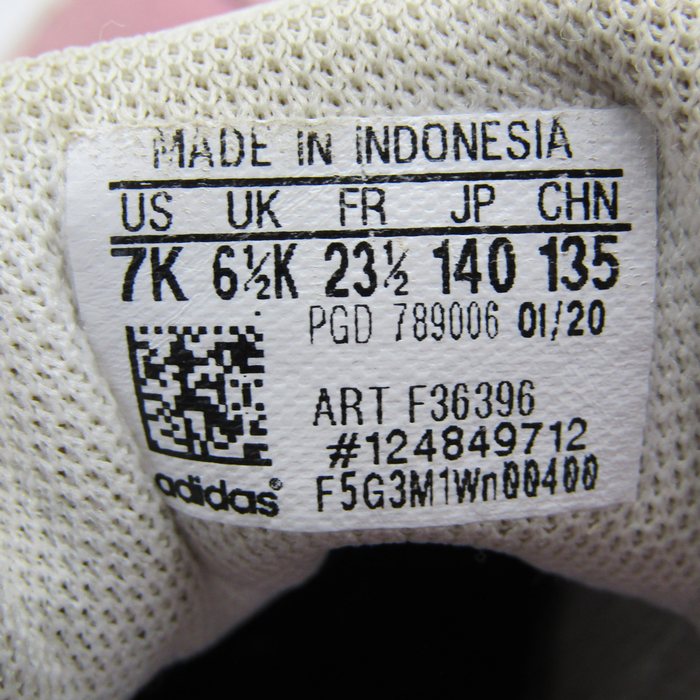 MADE IN INDONESIA
US UK FR JP CHN
7K 6½K 23½ 140 135
PGD 789006 01/20
ART F36396
#124849712
adidas® F5G3M1Wn00400